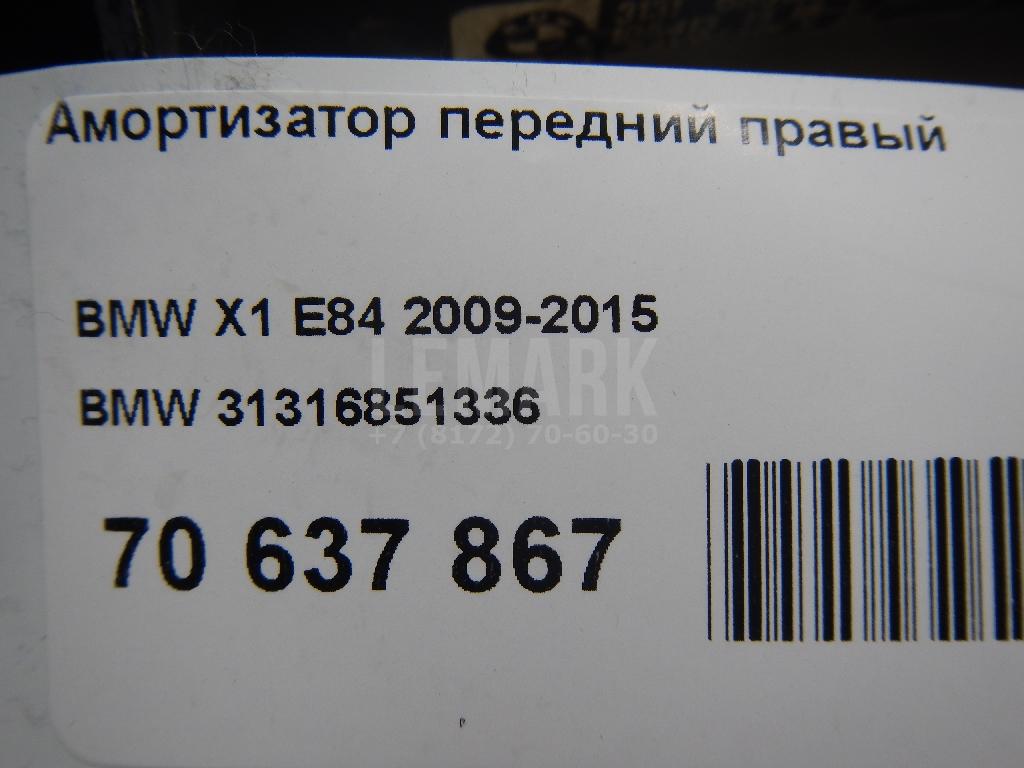 Амортизатор передний правый
BMW X1 E84 2009-2015
LEMARK
BMW 31316851336
+7 (8172) 70-60-30
70 637 867